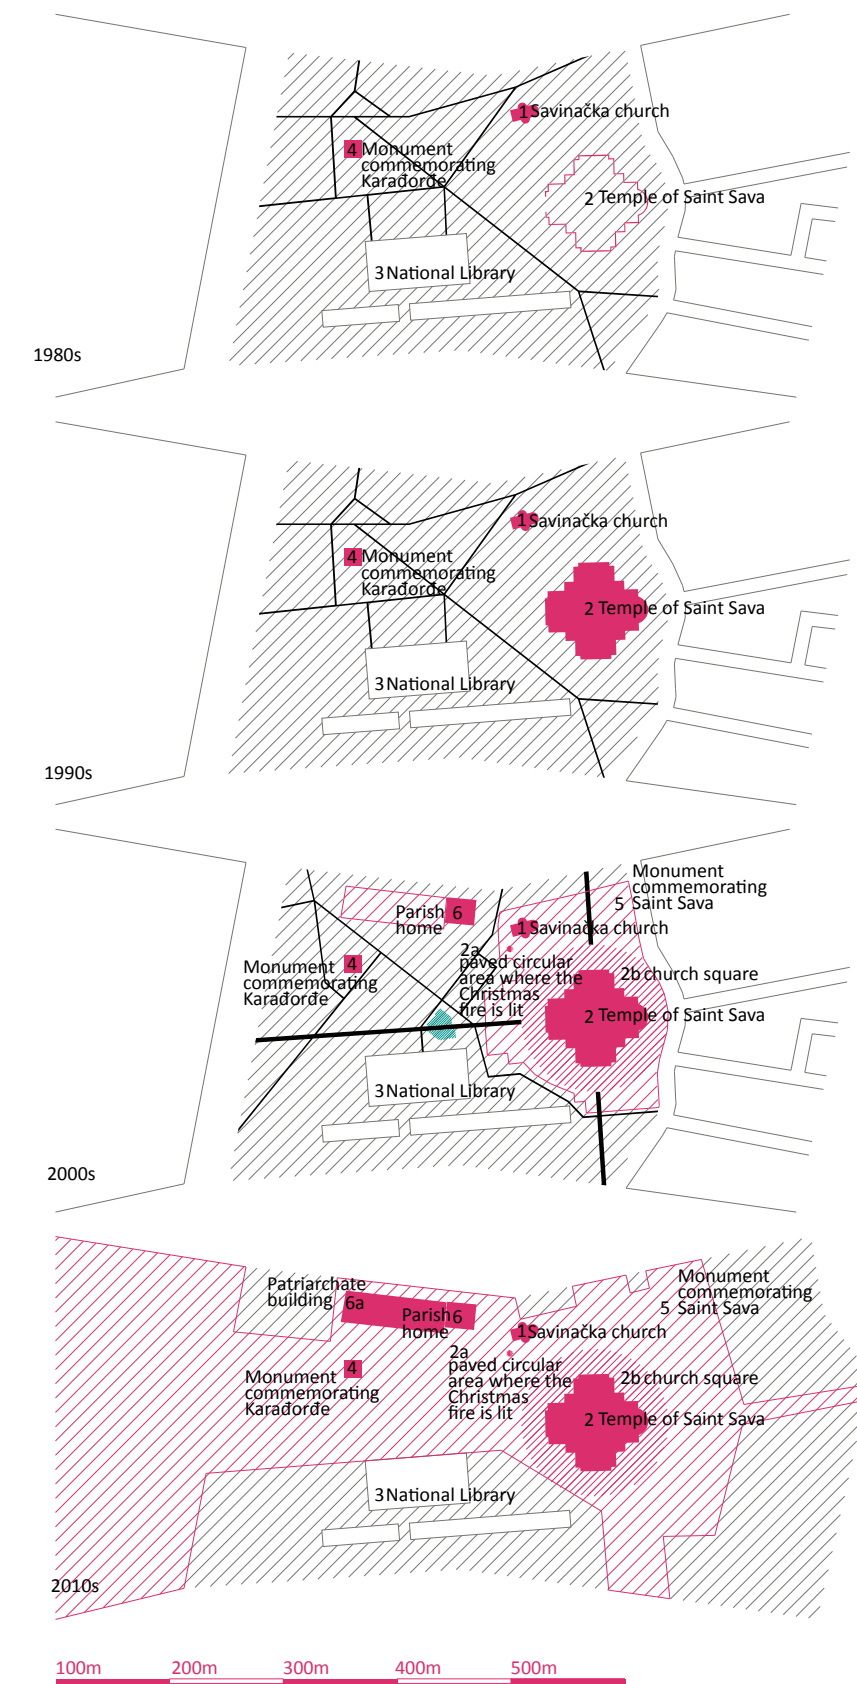 1 Savinačka church
4 Monument
commemorating
Karađorđe
2 Temple of Saint Sava
3 National Library
1980s
1 Savinačka church
4 Monument
commemorating
Karađorđe
2 Temple of Saint Sava
3 National Library
1990s
Monument
commemorating
5 Saint Sava
Parish 6
home
1 Savinačka church
2a
paved circular
area where the
Christmas
fire is lit
4
Monument
commemorating
Karađorđe
2b church square
2 Temple of Saint Sava
3 National Library
2000s
Monument
commemorating
5 Saint Sava
Patriarchate
building 6a
Parish 6
home
1 Savinačka church
2a
paved circular
area where the
Christmas
fire is lit
4
Monument
commemorating
Karađorđe
2b church square
2 Temple of Saint Sava
3 National Library
2010s
100m 200m 300m 400m 500m